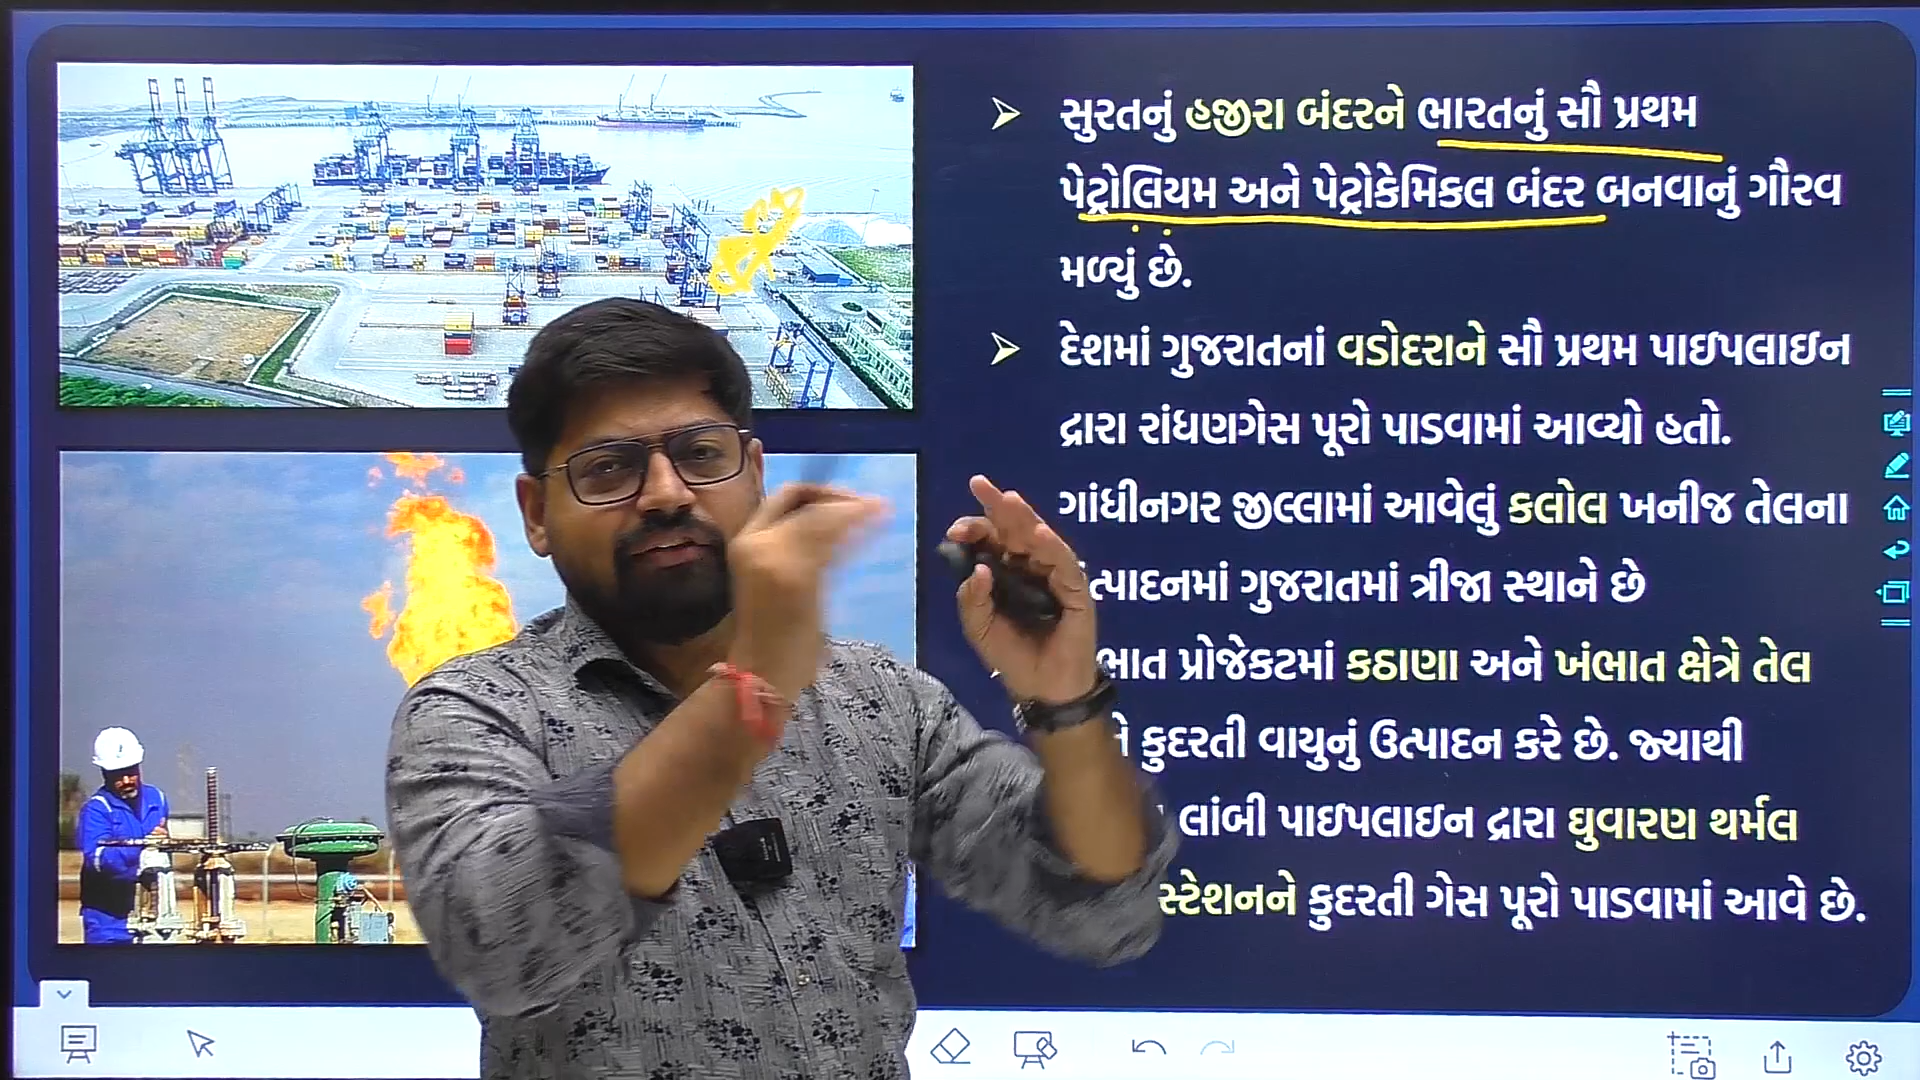 સુરતનું હજીરા બંદરને ભારતનું સૌ પ્રથમ
પેટ્રોલિયમ અને પેટ્રોકેમિકલ બંદર બનવાનું ગૌરવ
મળ્યું છે.
દેશમાં ગુજરાતનાં વડોદરાને સૌ પ્રથમ પાઇપલાઇન
દ્વારા રાંધણગેસ પૂરો પાડવામાં આવ્યો હતો.
ગાંધીનગર જીલ્લામાં આવેલું કલોલ ખનીજ તેલના
ગુજરાતમાં ત્રીજા સ્થાને છે
પ્રોજેકટમાં કઠાણા અને ખંભાત ક્ષેત્રે તેલ
કુદરતી વાયુનું ઉત્પાદન કરે છે. જ્યાથી
લાંબી પાઇપલાઇન દ્વારા ધુવારણ થર્મલ
સ્ટેશનને કુદરતી ગેસ પૂરો પાડવામાં આવે છે.